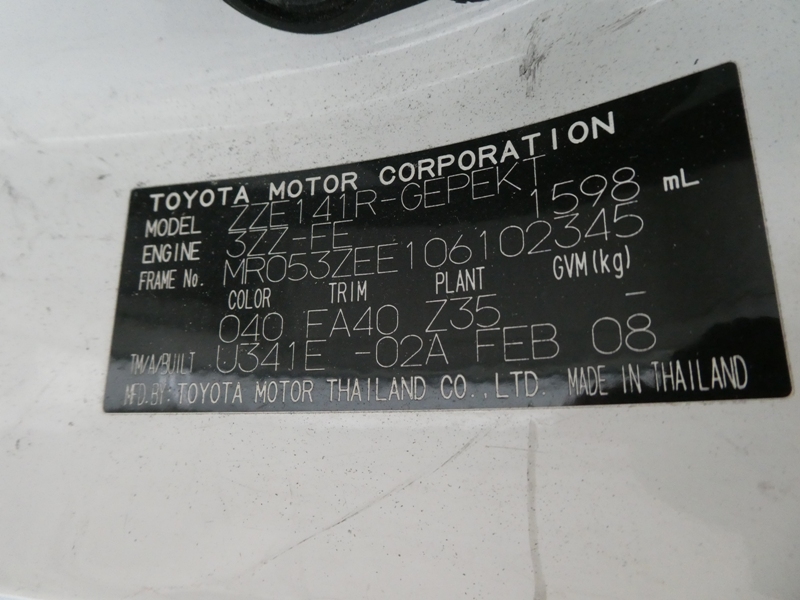 TOYOTA MOTOR CORPORATION
MODEL ZZE141R-GEPEKT
ENGINE 3ZZ-FE 1598 mL
FRAME No. MR053ZEE106102345
COLOR TRIM PLANT GVM(kg)
040 FA40 Z35 –
TM/A/BUILT U341E -02A FEB 08
MFD.BY: TOYOTA MOTOR THAILAND CO.,LTD. MADE IN THAILAND